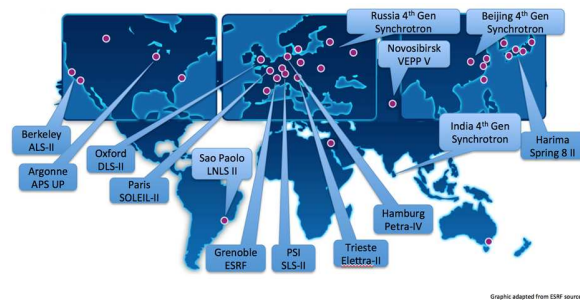 Russia 4th Gen
Synchrotron
Beijing 4th Gen
Synchrotron
Novosibirsk
VEPP V
Berkeley
ALS-II
Argonne
APS UP
Oxford
DLS-II
Paris
SOLEIL-II
Sao Paolo
LNLS II
Grenoble
ESRF
PSI
SLS-II
Trieste
Elettra-II
Hamburg
Petra-IV
India 4th Gen
Synchrotron
Harima
Spring 8 II
Graphic adapted from ESRF source